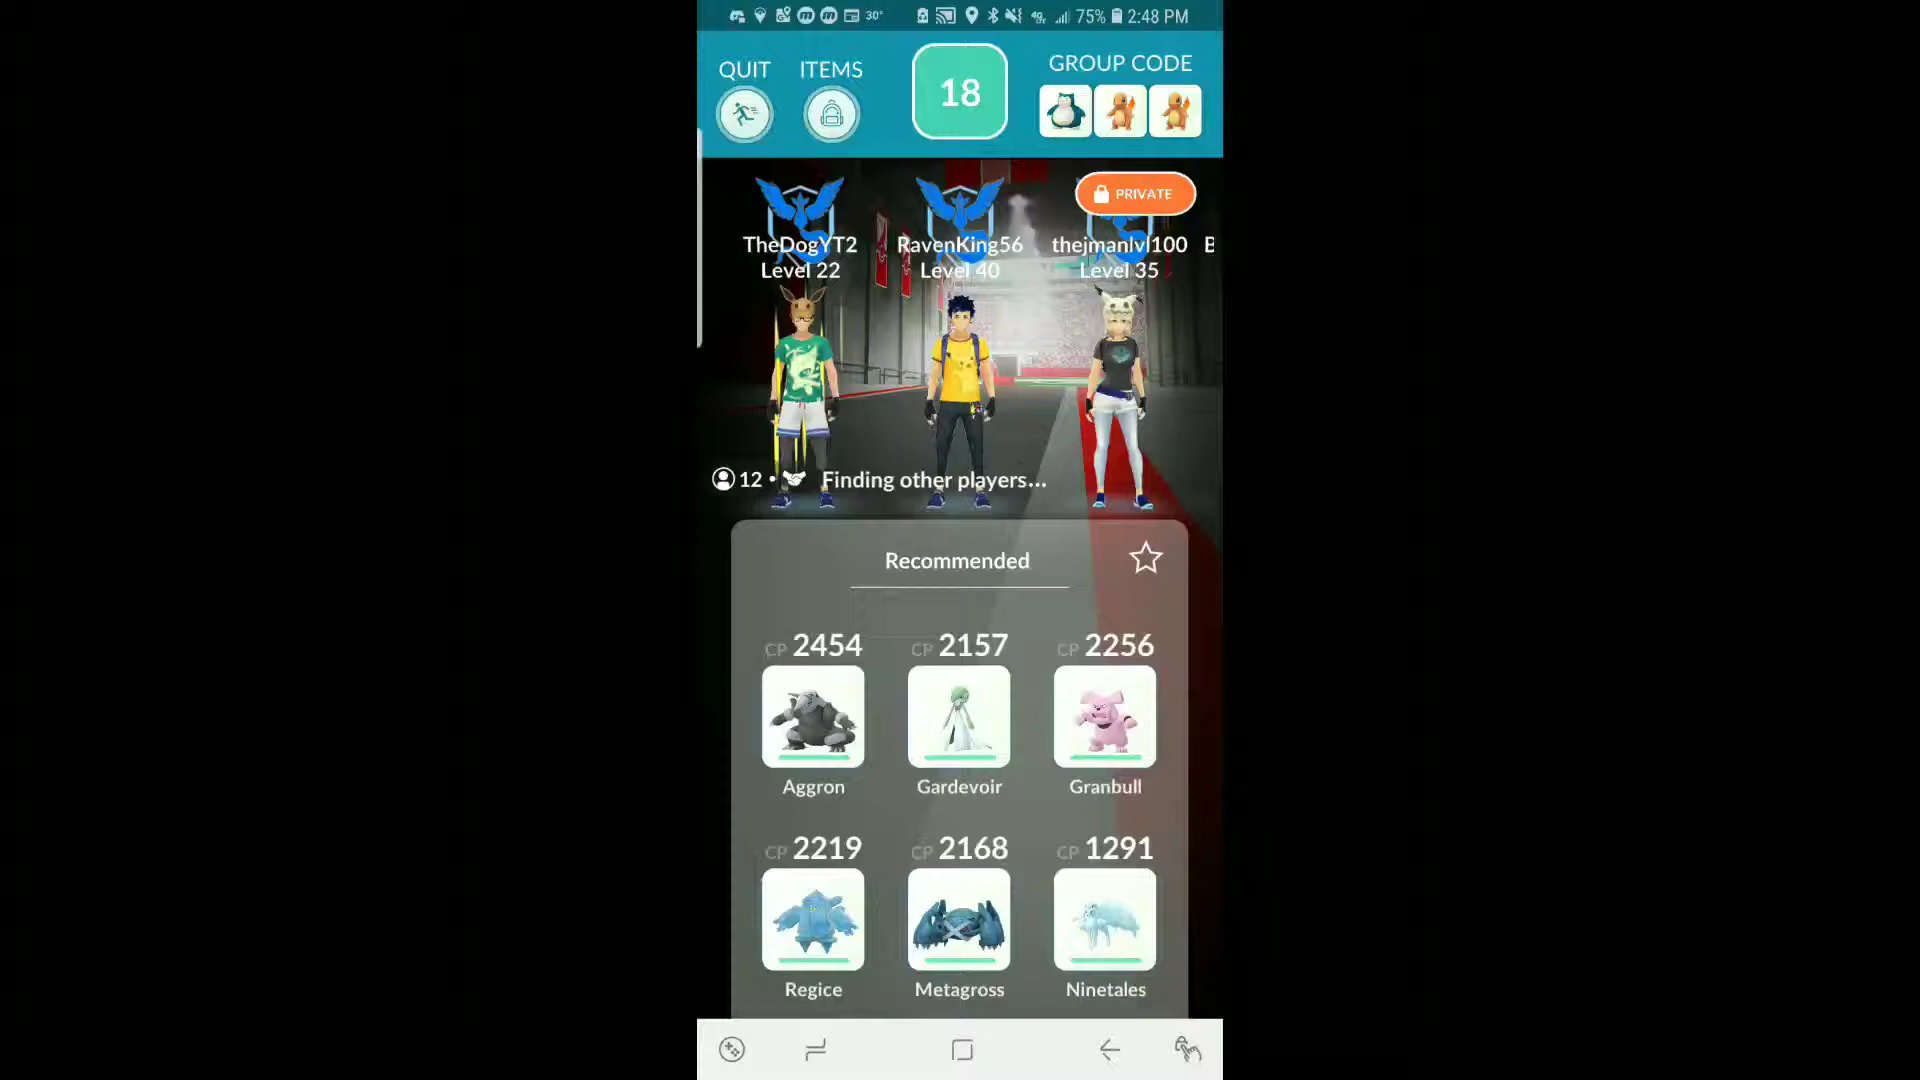 30° 75% 2:48 PM
QUIT ITEMS 18 GROUP CODE
PRIVATE
TheDogYT2 RavenKing56 thejmanlvl100 B
Level 22 Level 40 Level 35
12 • Finding other players...
Recommended
CP 2454 CP 2157 CP 2256
Aggron Gardevoir Granbull
CP 2219 CP 2168 CP 1291
Regice Metagross Ninetales